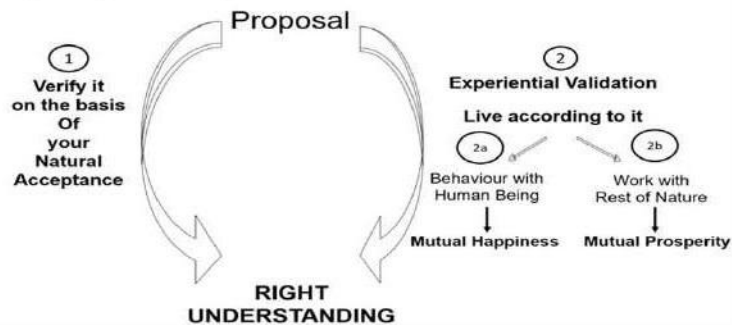 Proposal
1
Verify it
on the basis
Of
your
Natural
Acceptance
2
Experiential Validation
Live according to it
2a
Behaviour with
Human Being
Mutual Happiness
2b
Work with
Rest of Nature
Mutual Prosperity
RIGHT
UNDERSTANDING